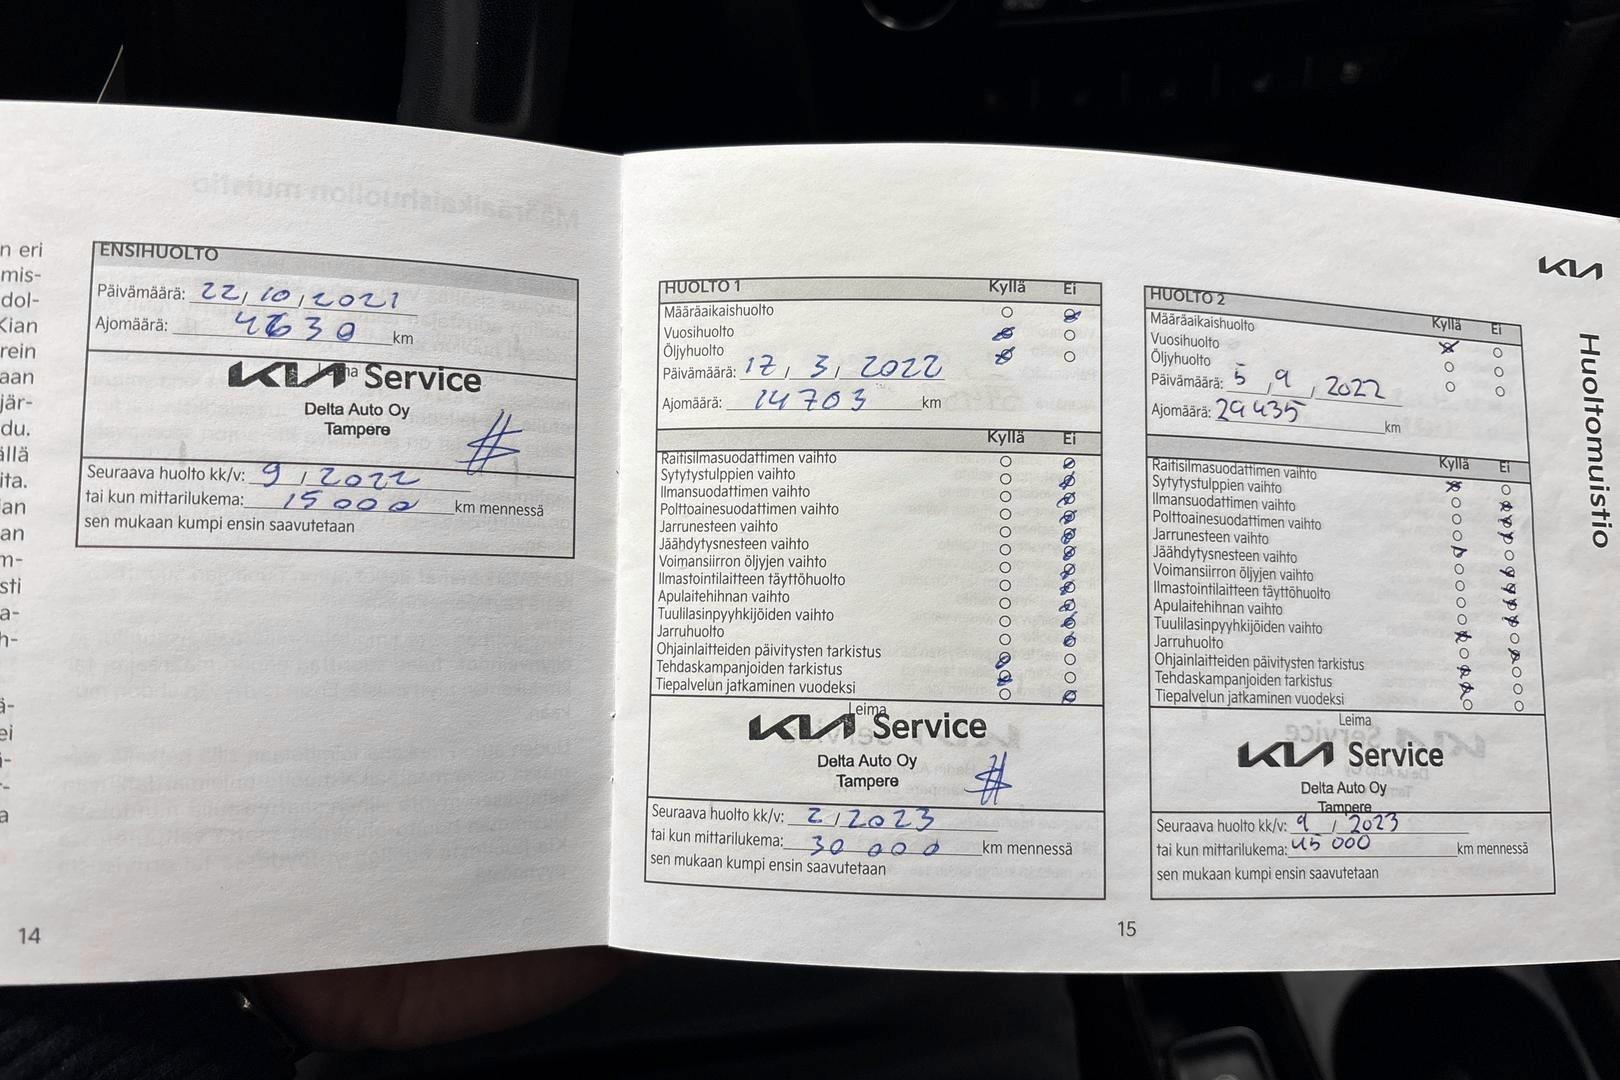 n eri
mis-
dol-
Kian
rein
aan
jär-
du.
ällä
ita.
ian
an
m-
sti
a-
h-
ä-
ei
i-
r-
a
ENSIHUOLTO
Päivämäärä: 22 / 10 / 2021
Ajomäärä: 4630 km
KIA Service
Delta Auto Oy
Tampere
Seuraava huolto kk/v: 9 / 2022
tai kun mittarilukema: 15 000 km mennessä
sen mukaan kumpi ensin saavutetaan
14
HUOLTO 1 Kyllä Ei
Määräaikaishuolto
Vuosihuolto
Öljyhuolto
Päivämäärä: 17 / 3 / 2022
Ajomäärä: 14703 km
Kyllä Ei
Raitisilmasuodattimen vaihto
Sytytystulppien vaihto
Ilmansuodattimen vaihto
Polttoainesuodattimen vaihto
Jarrunesteen vaihto
Jäähdytysnesteen vaihto
Voimansiirron öljyjen vaihto
Ilmastointilaitteen täyttöhuolto
Apulaitehihnan vaihto
Tuulilasinpyyhkijöiden vaihto
Jarruhuolto
Ohjainlaitteiden päivitysten tarkistus
Tehdaskampanjoiden tarkistus
Tiepalvelun jatkaminen vuodeksi
Leima
KIA Service
Delta Auto Oy
Tampere
Seuraava huolto kk/v: 2 / 2023
tai kun mittarilukema: 30 000 km mennessä
sen mukaan kumpi ensin saavutetaan
15
KIA
Huoltomuistio
HUOLTO 2 Kyllä Ei
Määräaikaishuolto
Vuosihuolto
Öljyhuolto
Päivämäärä: 5 / 9 / 2022
Ajomäärä: 29435 km
Kyllä Ei
Raitisilmasuodattimen vaihto
Sytytystulppien vaihto
Ilmansuodattimen vaihto
Polttoainesuodattimen vaihto
Jarrunesteen vaihto
Jäähdytysnesteen vaihto
Voimansiirron öljyjen vaihto
Ilmastointilaitteen täyttöhuolto
Apulaitehihnan vaihto
Tuulilasinpyyhkijöiden vaihto
Jarruhuolto
Ohjainlaitteiden päivitysten tarkistus
Tehdaskampanjoiden tarkistus
Tiepalvelun jatkaminen vuodeksi
Leima
KIA Service
Delta Auto Oy
Tampere
Seuraava huolto kk/v: 9 / 2023
tai kun mittarilukema: 45 000 km mennessä
sen mukaan kumpi ensin saavutetaan